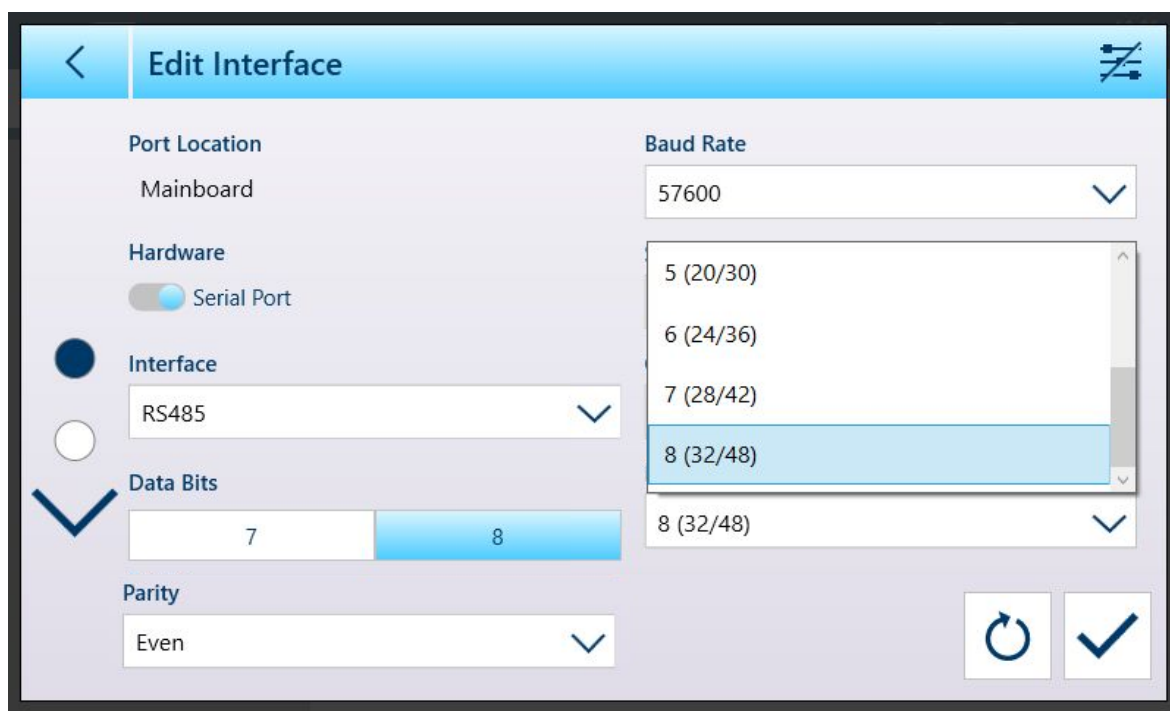 Edit Interface
Port Location
Mainboard
Hardware
Serial Port
Interface
RS485
Data Bits
7
8
Parity
Even
Baud Rate
57600
5 (20/30)
6 (24/36)
7 (28/42)
8 (32/48)
8 (32/48)